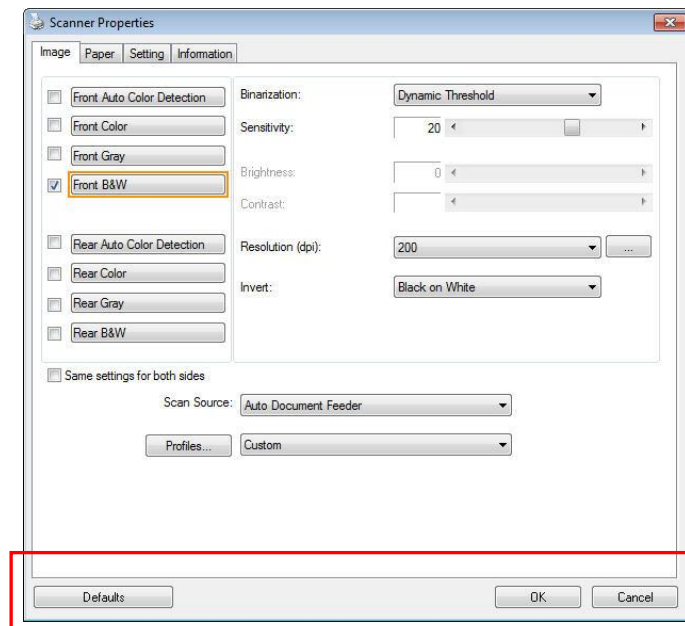 Scanner Properties
Image Paper Setting Information
Front Auto Color Detection
Front Color
Front Gray
Front B&W
Rear Auto Color Detection
Rear Color
Rear Gray
Rear B&W
Binarization: Dynamic Threshold
Sensitivity: 20
Brightness: 0
Contrast:
Resolution (dpi): 200 ...
Invert: Black on White
Same settings for both sides
Scan Source: Auto Document Feeder
Profiles... Custom
Defaults OK Cancel